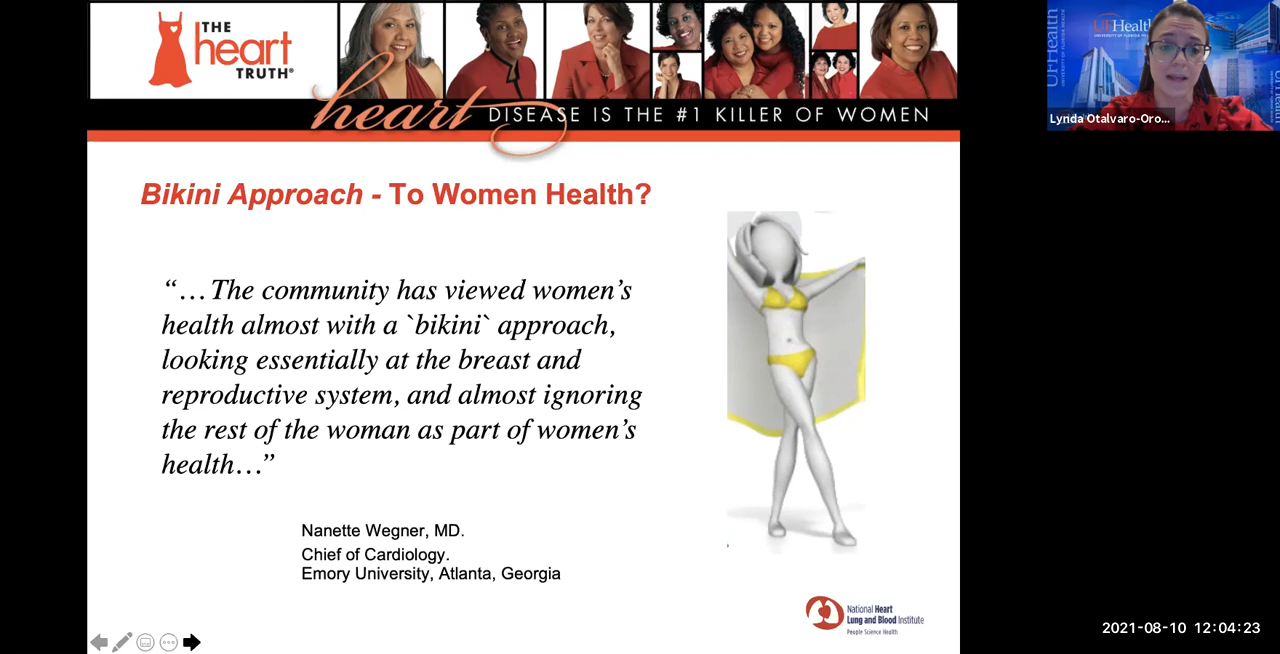 THE
heart
TRUTH®
heart DISEASE IS THE #1 KILLER OF WOMEN
Bikini Approach - To Women Health?
“…The community has viewed women’s
health almost with a `bikini` approach,
looking essentially at the breast and
reproductive system, and almost ignoring
the rest of the woman as part of women’s
health…”
Nanette Wegner, MD.
Chief of Cardiology.
Emory University, Atlanta, Georgia
National Heart
Lung and Blood Institute
People Science Health
UFHealth
UFHealth
Lynda Otalvaro-Oro...
2021-08-10 12:04:23